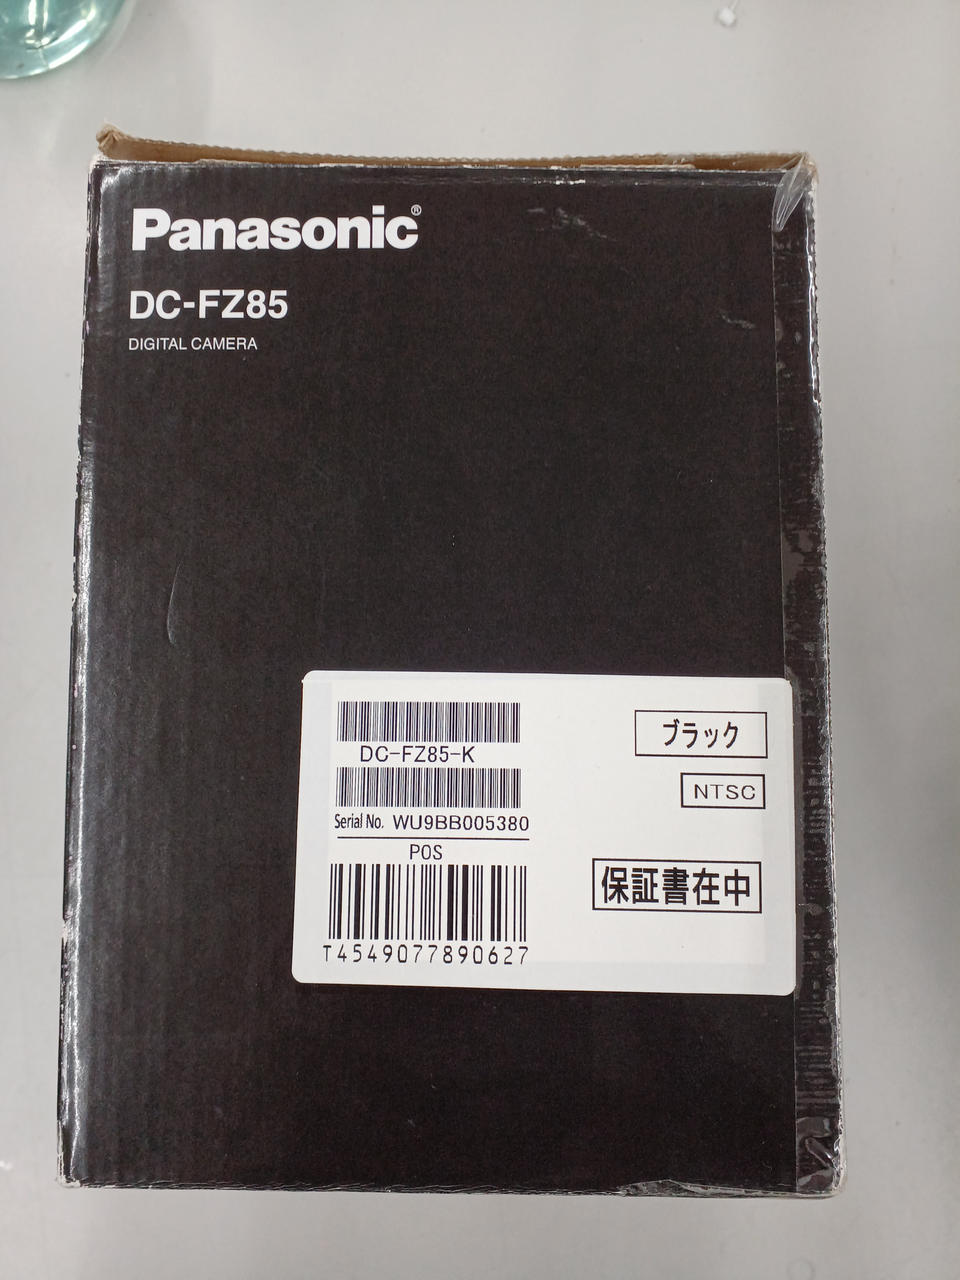 Panasonic®
DC-FZ85
DIGITAL CAMERA
DC-FZ85-K
Serial No. WU9BB005380
POS
T4549077890627
ブラック
NTSC
保証書在中